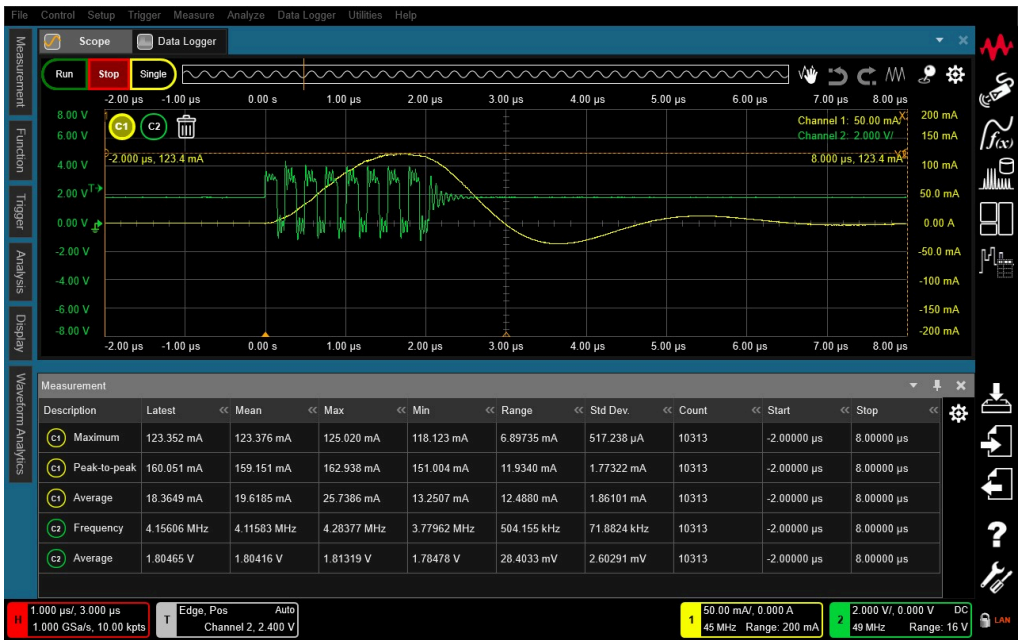 File Control Setup Trigger Measure Analyze Data Logger Utilities Help
Measurement
Function
Trigger
Analysis
Display
Waveform Analytics
Scope Data Logger
Run Stop Single
-2.00 µs -1.00 µs 0.00 s 1.00 µs 2.00 µs 3.00 µs 4.00 µs 5.00 µs 6.00 µs 7.00 µs 8.00 µs
8.00 V 200 mA
6.00 V 150 mA
4.00 V 100 mA
2.00 V 50.0 mA
0.00 V 0.00 A
-2.00 V -50.0 mA
-4.00 V -100 mA
-6.00 V -150 mA
-8.00 V -200 mA
C1 C2
Channel 1: 50.00 mA
Channel 2: 2.000 V/
-2.000 µs, 123.4 mA
8.000 µs, 123.4 mA
T
-2.00 µs -1.00 µs 0.00 s 1.00 µs 2.00 µs 3.00 µs 4.00 µs 5.00 µs 6.00 µs 7.00 µs 8.00 µs
f(x)
Measurement
Description Latest Mean Max Min Range Std Dev. Count Start Stop
C1 Maximum 123.352 mA 123.376 mA 125.020 mA 118.123 mA 6.89735 mA 517.238 µA 10313 -2.00000 µs 8.00000 µs
C1 Peak-to-peak 160.051 mA 159.151 mA 162.938 mA 151.004 mA 11.9340 mA 1.77322 mA 10313 -2.00000 µs 8.00000 µs
C1 Average 18.3649 mA 19.6185 mA 25.7386 mA 13.2507 mA 12.4880 mA 1.86101 mA 10313 -2.00000 µs 8.00000 µs
C2 Frequency 4.15606 MHz 4.11583 MHz 4.28377 MHz 3.77962 MHz 504.155 kHz 71.8824 kHz 10313 -2.00000 µs 8.00000 µs
C2 Average 1.80465 V 1.80416 V 1.81319 V 1.78478 V 28.4033 mV 2.60291 mV 10313 -2.00000 µs 8.00000 µs
?
H
1.000 µs/, 3.000 µs
1.000 GSa/s, 10.00 kpts
T
Edge, Pos Auto
Channel 2, 2.400 V
1
50.00 mA/, 0.000 A
45 MHz Range: 200 mA
2
2.000 V/, 0.000 V DC
49 MHz Range: 16 V
LAN